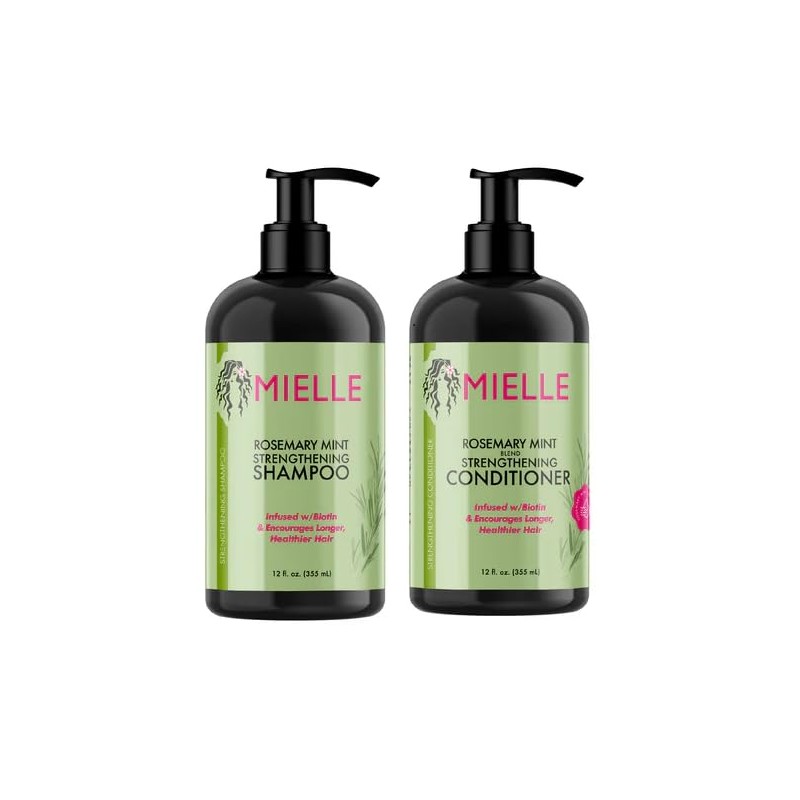 MIELLE
ROSEMARY MINT
STRENGTHENING
SHAMPOO
Infused w/Biotin
& Encourages Longer,
Healthier Hair
12 fl. oz. (355 mL)
STRENGTHENING SHAMPOO
MIELLE
ROSEMARY MINT
BLEND
STRENGTHENING
CONDITIONER
Infused w/Biotin
& Encourages Longer,
Healthier Hair
12 fl. oz. (355 mL)
STRENGTHENING CONDITIONER